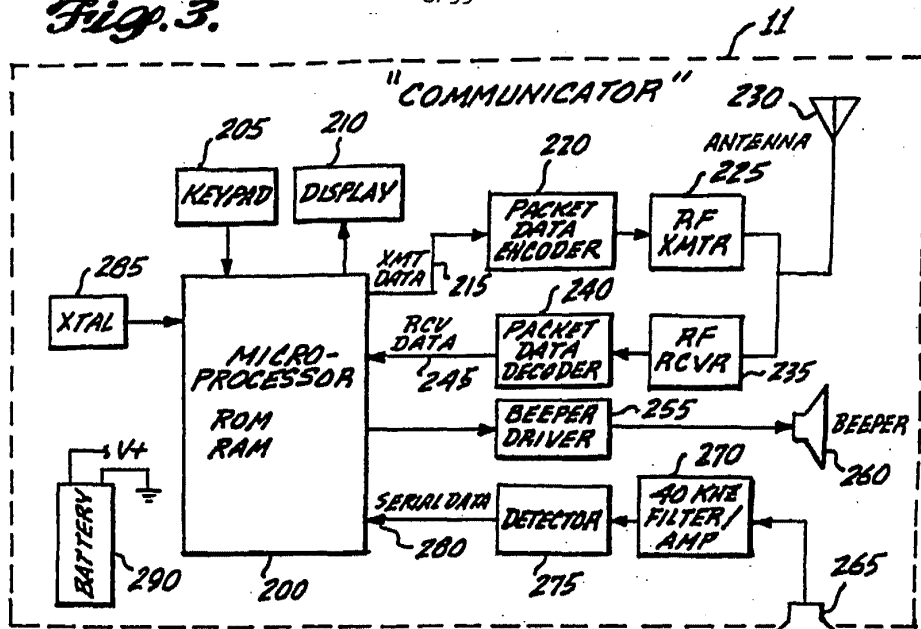 Fig. 3.
11
"COMMUNICATOR"
230
ANTENNA
205
210
220
225
KEYPAD
DISPLAY
PACKET
DATA
ENCODER
RF
XMTR
XMT
DATA
215
285
XTAL
240
RCV
DATA
245
PACKET
DATA
DECODER
RF
RCVR
235
MICRO-
PROCESSOR
ROM
RAM
BEEPER
DRIVER
255
BEEPER
260
V+
BATTERY
290
270
SERIAL DATA
280
DETECTOR
40 KHZ
FILTER/
AMP
200
275
265